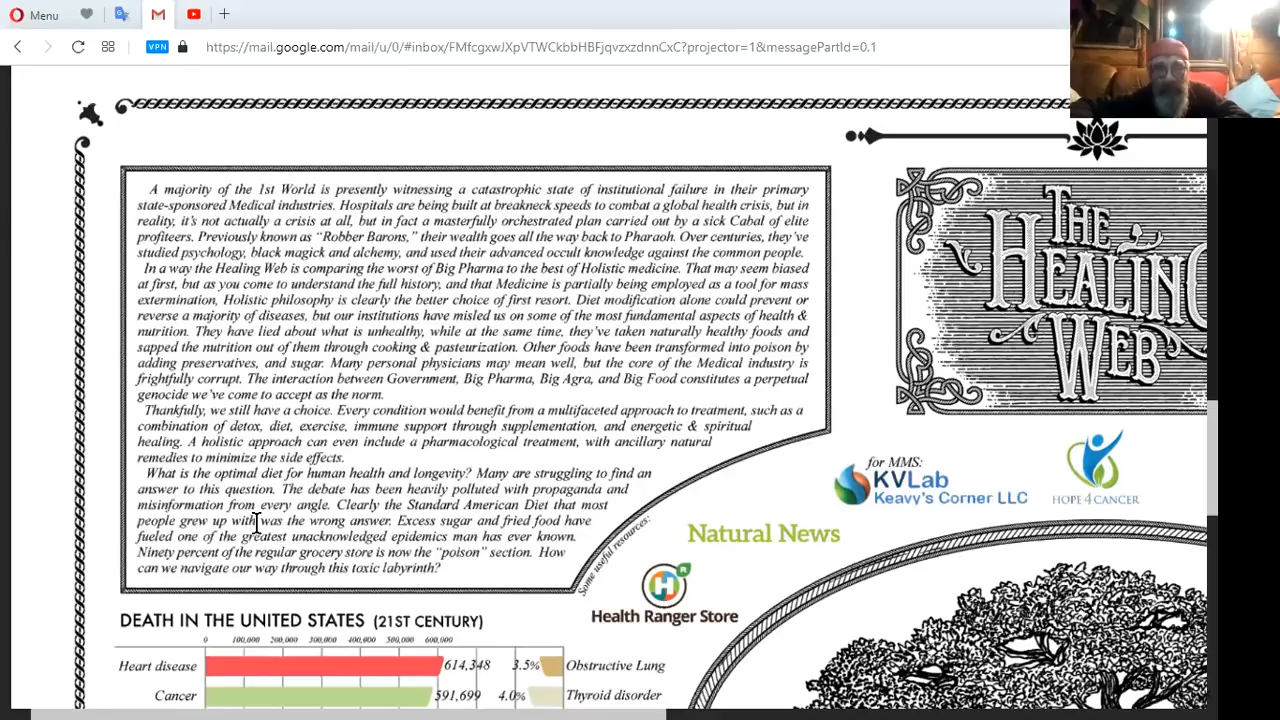 Menu
VPN
https://mail.google.com/mail/u/0/#inbox/FMfcgxwJXpVTWCkbbHBFjqvzxzdnnCxC?projector=1&messagePartId=0.1
A majority of the 1st World is presently witnessing a catastrophic state of institutional failure in their primary
state-sponsored Medical industries. Hospitals are being built at breakneck speeds to combat a global health crisis, but in
reality, it's not actually a crisis at all, but in fact a masterfully orchestrated plan carried out by a sick Cabal of elite
profiteers. Previously known as "Robber Barons," their wealth goes all the way back to Pharaoh. Over centuries, they've
studied psychology, black magick and alchemy, and used their advanced occult knowledge against the common people.
In a way the Healing Web is comparing the worst of Big Pharma to the best of Holistic medicine. That may seem biased
at first, but as you come to understand the full history, and that Medicine is partially being employed as a tool for mass
extermination, Holistic philosophy is clearly the better choice of first resort. Diet modification alone could prevent or
reverse a majority of diseases, but our institutions have misled us on some of the most fundamental aspects of health &
nutrition. They have lied about what is unhealthy, while at the same time, they've taken naturally healthy foods and
sapped the nutrition out of them through cooking & pasteurization. Other foods have been transformed into poison by
adding preservatives, and sugar. Many personal physicians may mean well, but the core of the Medical industry is
frightfully corrupt. The interaction between Government, Big Pharma, Big Agra, and Big Food constitutes a perpetual
genocide we've come to accept as the norm.
Thankfully, we still have a choice. Every condition would benefit from a multifaceted approach to treatment, such as a
combination of detox, diet, exercise, immune support through supplementation, and energetic & spiritual
healing. A holistic approach can even include a pharmacological treatment, with ancillary natural
remedies to minimize the side effects.
What is the optimal diet for human health and longevity? Many are struggling to find an
answer to this question. The debate has been heavily polluted with propaganda and
misinformation from every angle. Clearly the Standard American Diet that most
people grew up with was the wrong answer. Excess sugar and fried food have
fueled one of the greatest unacknowledged epidemics man has ever known.
Ninety percent of the regular grocery store is now the "poison" section. How
can we navigate our way through this toxic labyrinth?
THE
HEALING
WEB
for MMS:
KVLab
Keavy's Corner LLC
HOPE 4 CANCER
Some useful resources:
Natural News
H
R
Health Ranger Store
DEATH IN THE UNITED STATES (21ST CENTURY)
0 100,000 200,000 300,000 400,000 500,000 600,000
Heart disease 614,348 3.5% Obstructive Lung
Cancer 591,699 4.0% Thyroid disorder